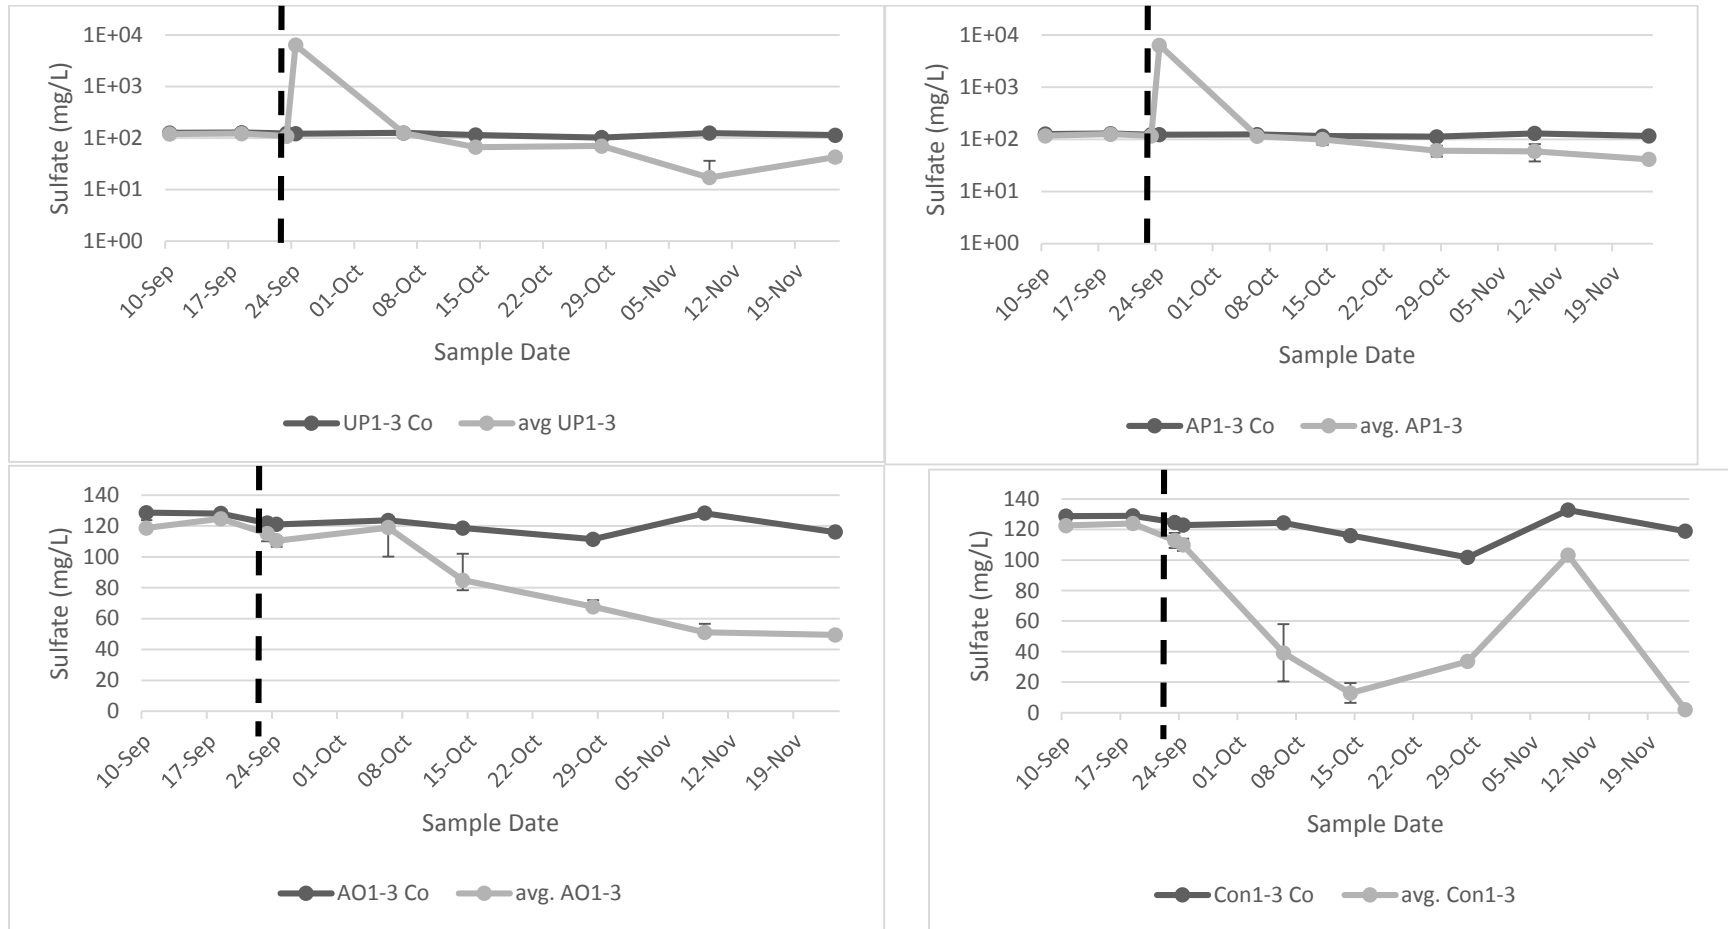 Sulfate (mg/L)
1E+04
1E+03
1E+02
1E+01
1E+00
10-Sep 17-Sep 24-Sep 01-Oct 08-Oct 15-Oct 22-Oct 29-Oct 05-Nov 12-Nov 19-Nov
Sample Date
UP1-3 Co avg UP1-3
Sulfate (mg/L)
1E+04
1E+03
1E+02
1E+01
1E+00
10-Sep 17-Sep 24-Sep 01-Oct 08-Oct 15-Oct 22-Oct 29-Oct 05-Nov 12-Nov 19-Nov
Sample Date
AP1-3 Co avg. AP1-3
Sulfate (mg/L)
140
120
100
80
60
40
20
0
10-Sep 17-Sep 24-Sep 01-Oct 08-Oct 15-Oct 22-Oct 29-Oct 05-Nov 12-Nov 19-Nov
Sample Date
AO1-3 Co avg. AO1-3
Sulfate (mg/L)
140
120
100
80
60
40
20
0
10-Sep 17-Sep 24-Sep 01-Oct 08-Oct 15-Oct 22-Oct 29-Oct 05-Nov 12-Nov 19-Nov
Sample Date
Con1-3 Co avg. Con1-3